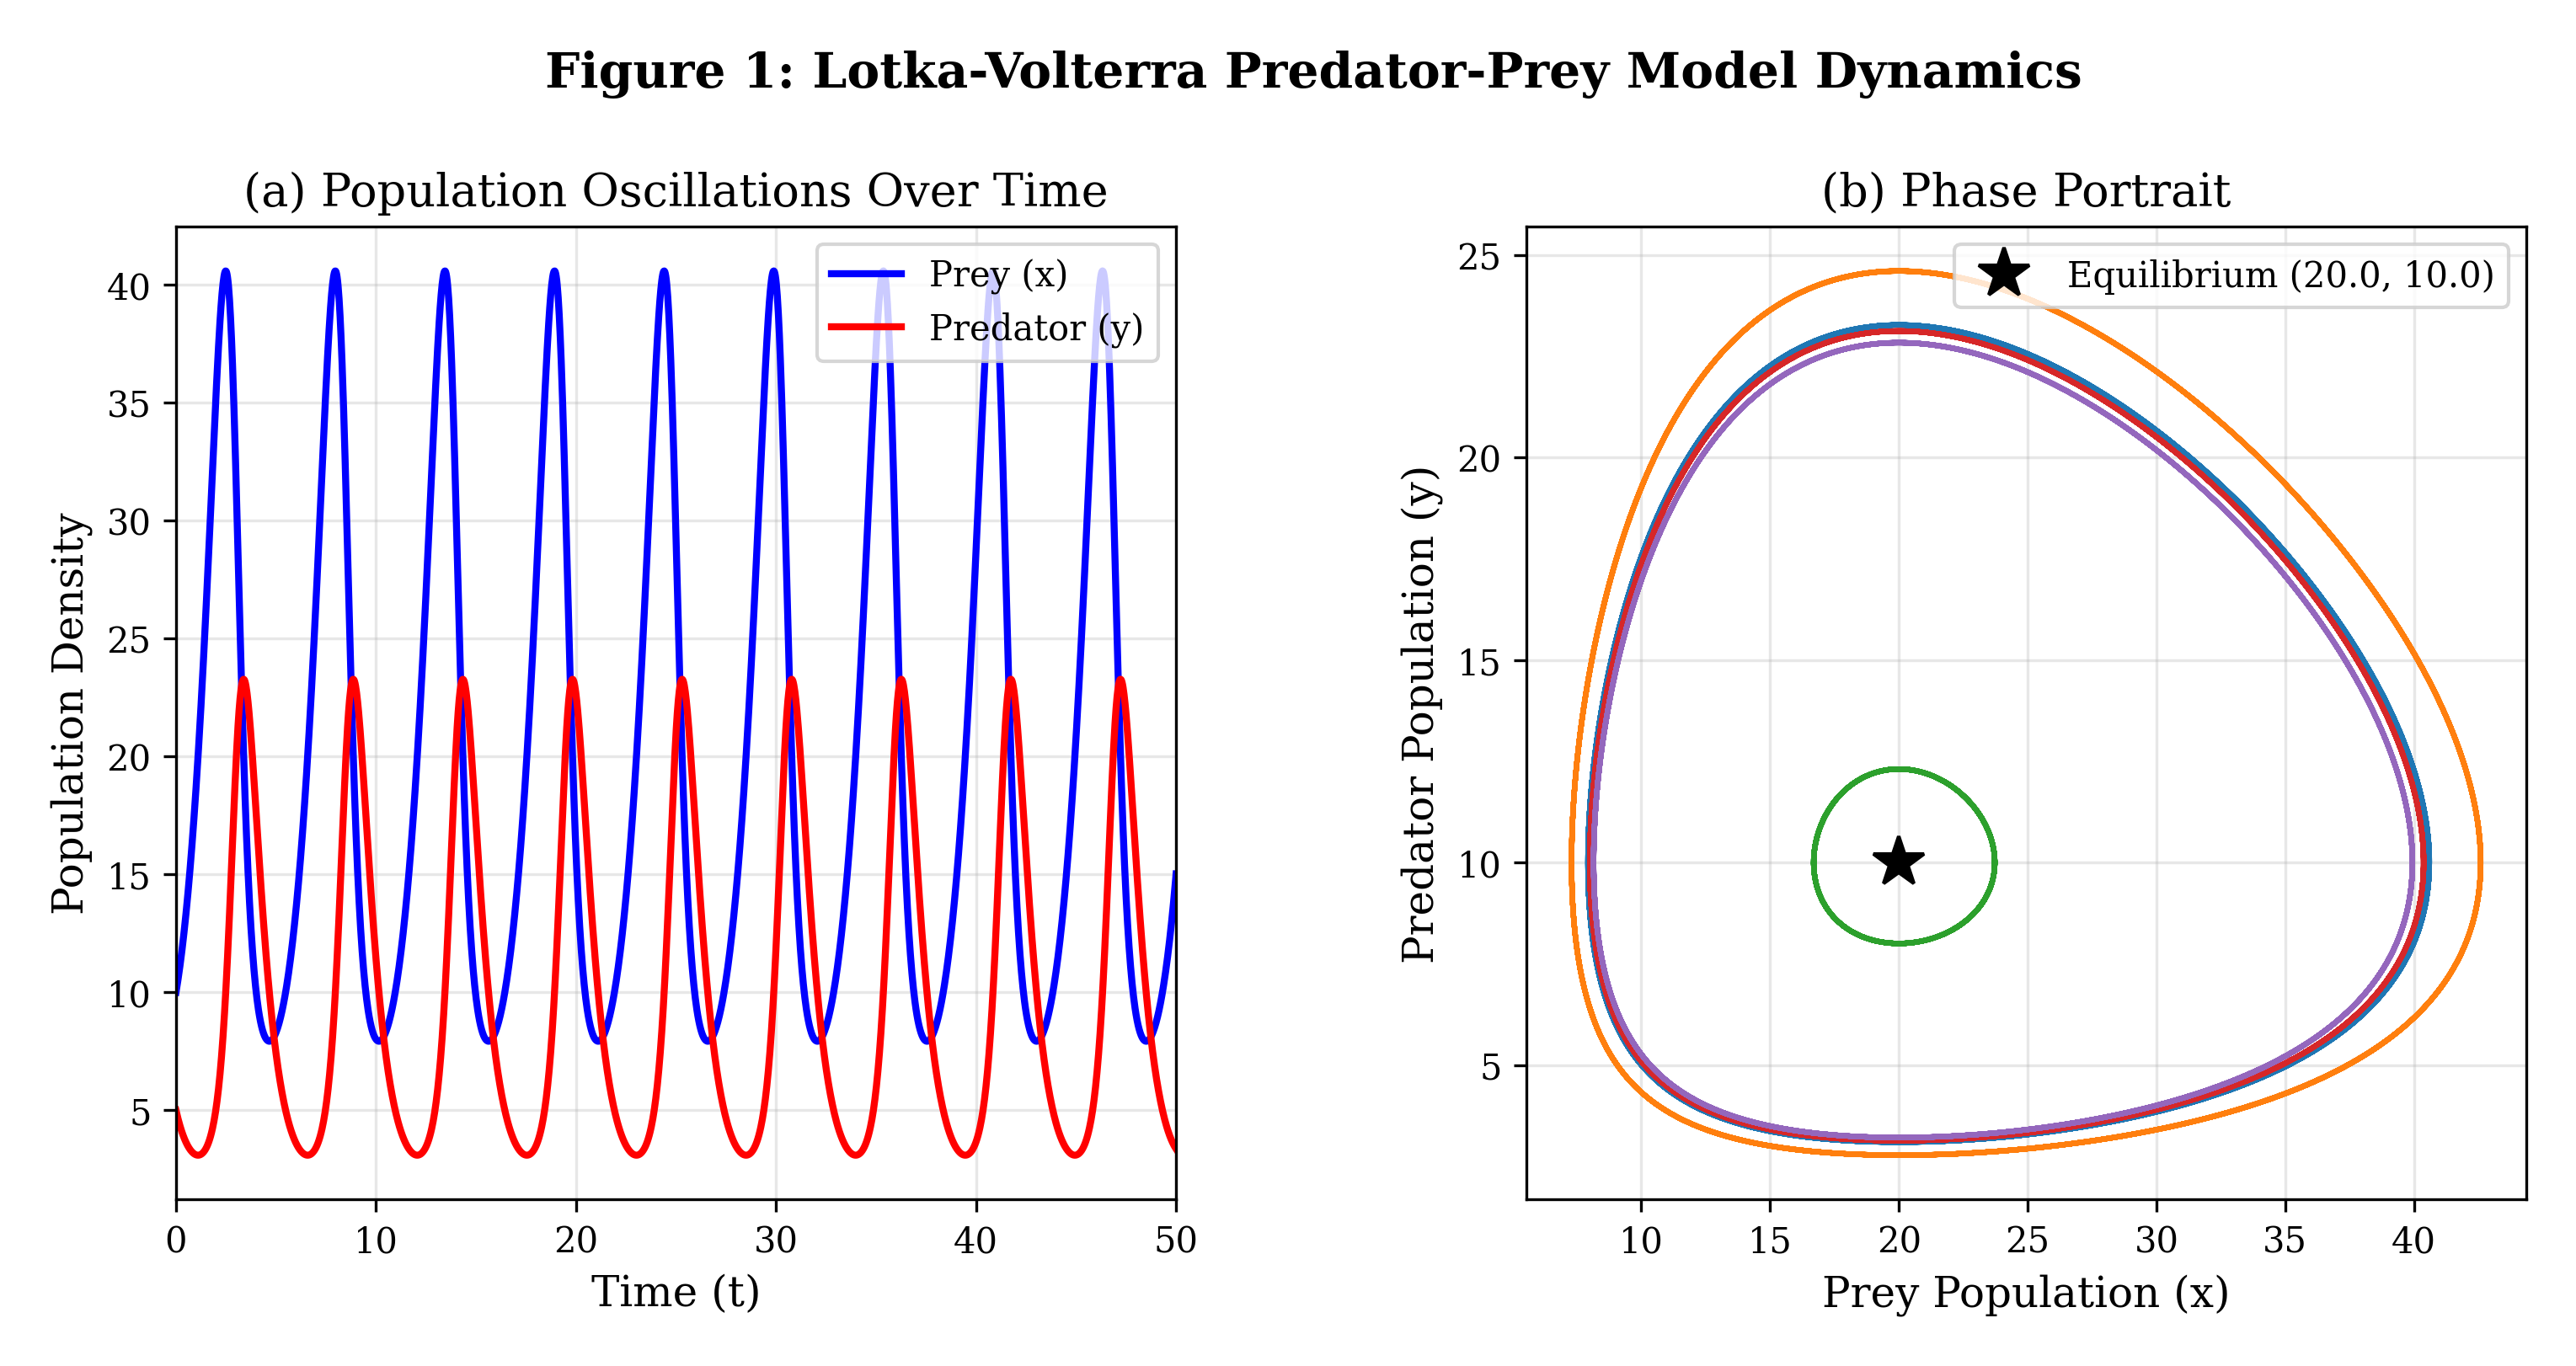 Figure 1: Lotka-Volterra Predator-Prey Model Dynamics
(a) Population Oscillations Over Time
Prey (x)
Predator (y)
Population Density
40
35
30
25
20
15
10
5
0 10 20 30 40 50
Time (t)
(b) Phase Portrait
Equilibrium (20.0, 10.0)
Predator Population (y)
25
20
15
10
5
10 15 20 25 30 35 40
Prey Population (x)